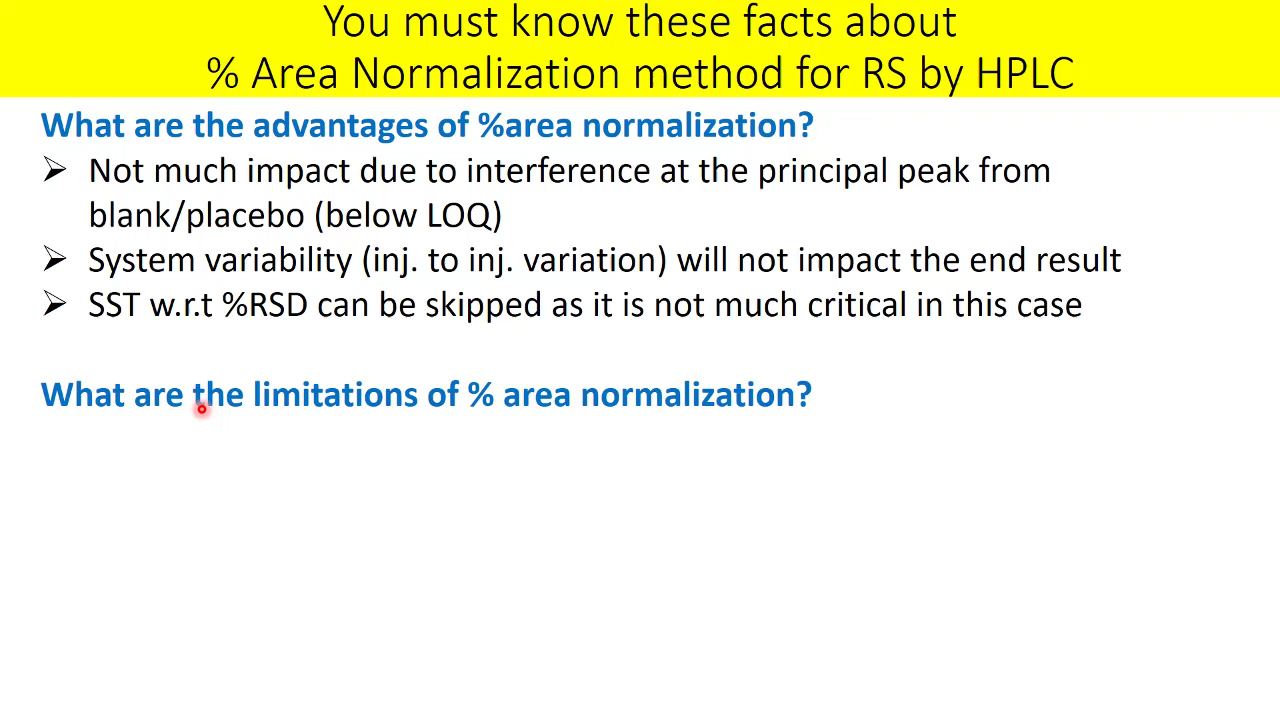 You must know these facts about
% Area Normalization method for RS by HPLC
What are the advantages of %area normalization?
➢ Not much impact due to interference at the principal peak from
blank/placebo (below LOQ)
➢ System variability (inj. to inj. variation) will not impact the end result
➢ SST w.r.t %RSD can be skipped as it is not much critical in this case
What are the limitations of % area normalization?